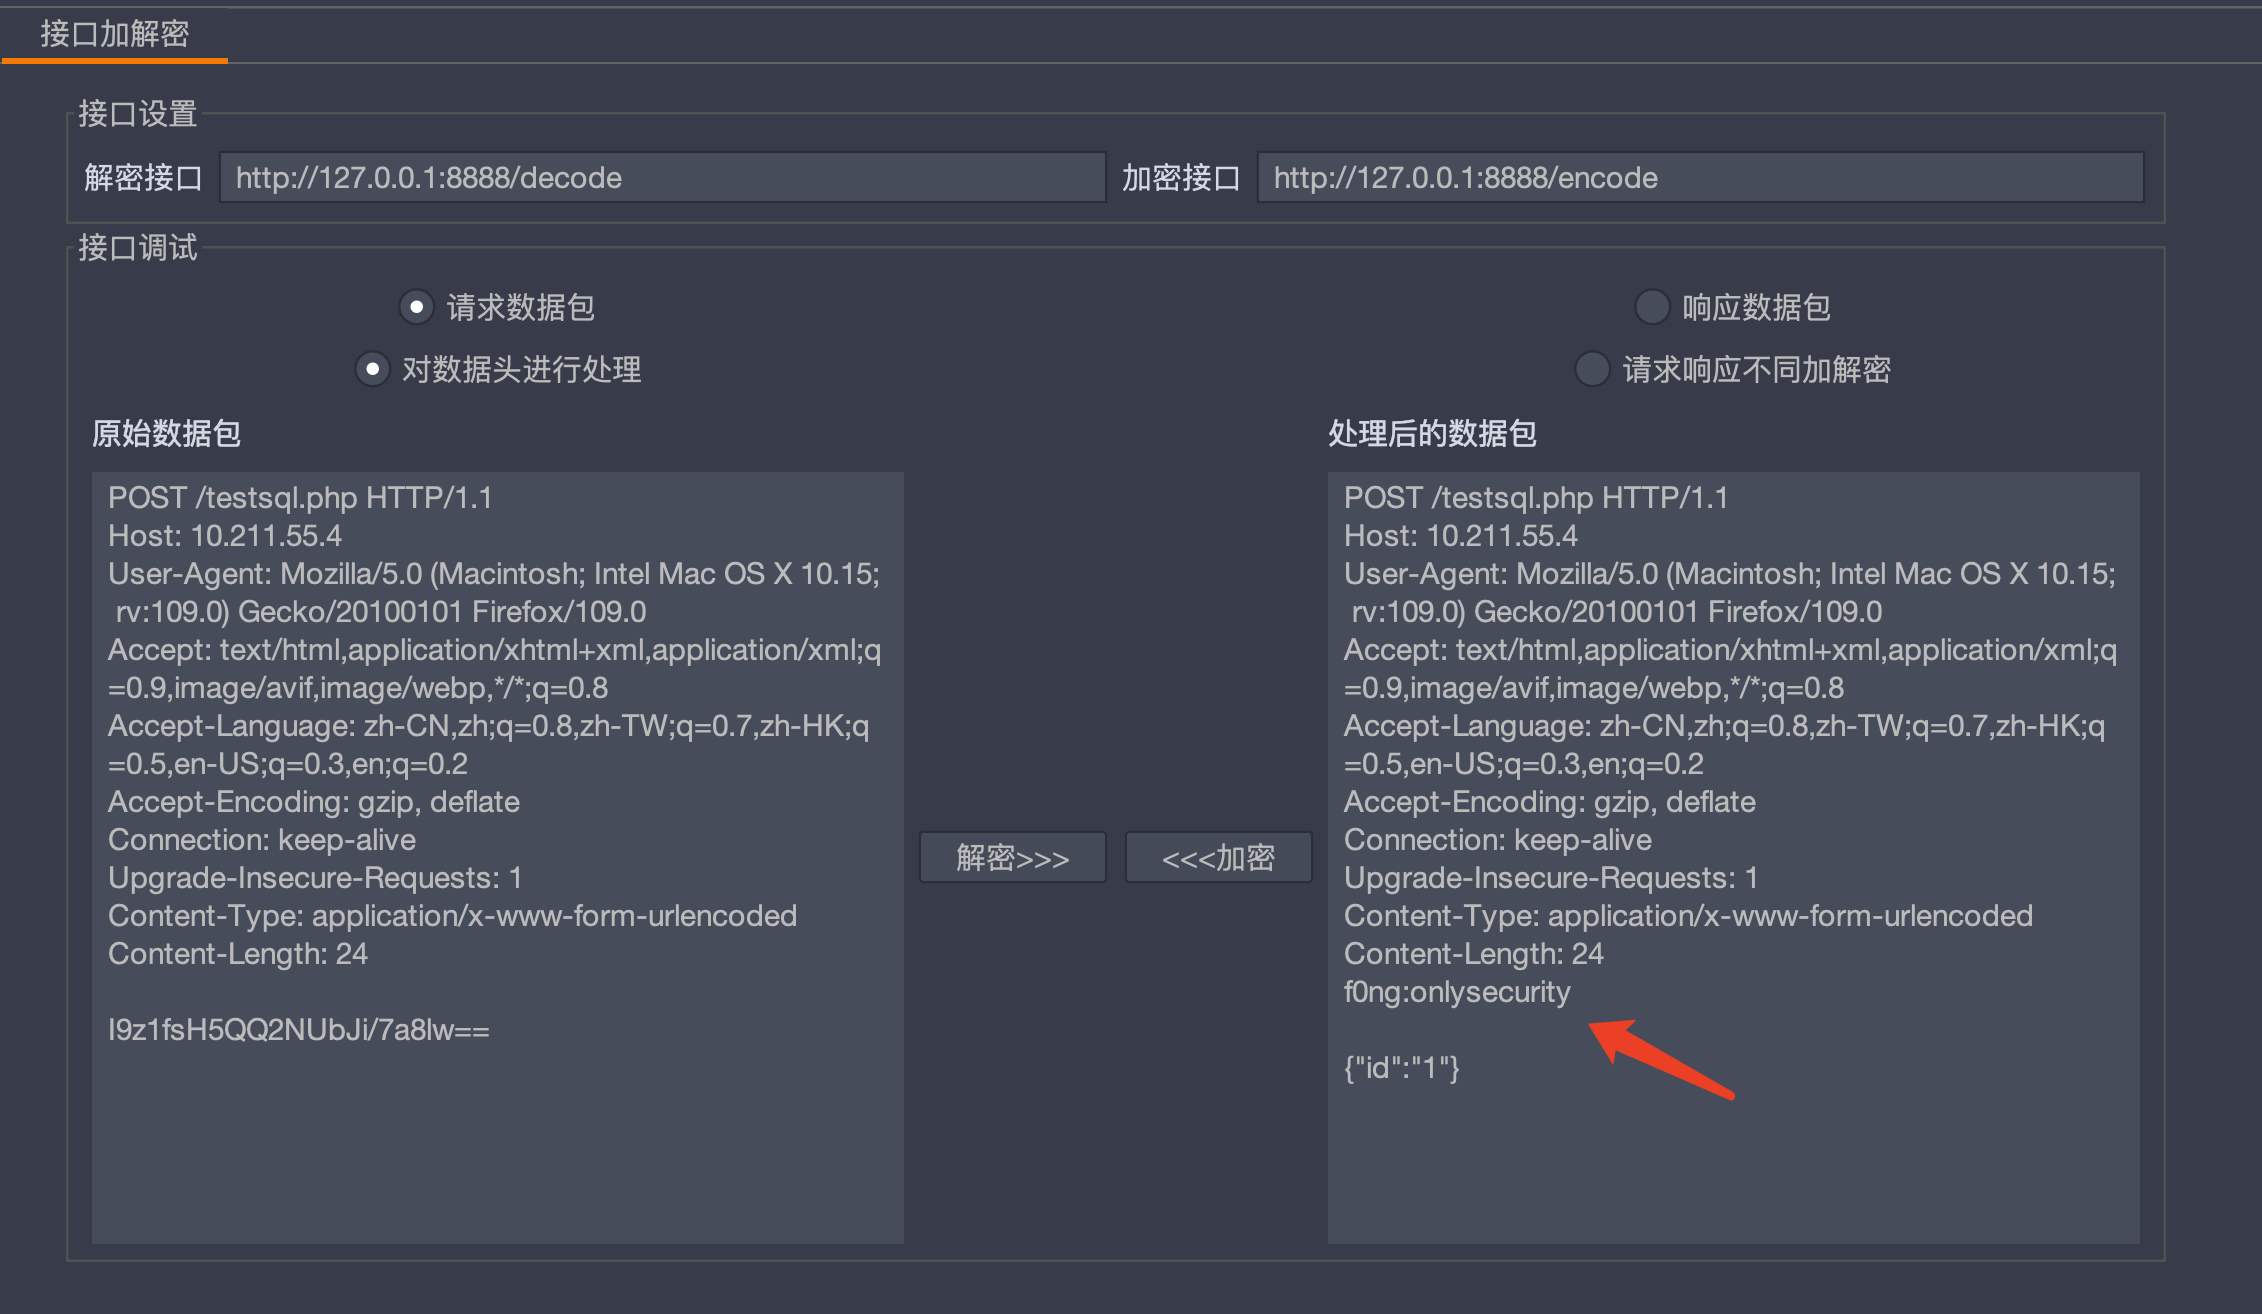 接口加解密
接口设置
解密接口 http://127.0.0.1:8888/decode 加密接口 http://127.0.0.1:8888/encode
接口调试
请求数据包 响应数据包
对数据头进行处理 请求响应不同加解密
原始数据包
POST /testsql.php HTTP/1.1
Host: 10.211.55.4
User-Agent: Mozilla/5.0 (Macintosh; Intel Mac OS X 10.15;
rv:109.0) Gecko/20100101 Firefox/109.0
Accept: text/html,application/xhtml+xml,application/xml;q
=0.9,image/avif,image/webp,*/*;q=0.8
Accept-Language: zh-CN,zh;q=0.8,zh-TW;q=0.7,zh-HK;q
=0.5,en-US;q=0.3,en;q=0.2
Accept-Encoding: gzip, deflate
Connection: keep-alive
Upgrade-Insecure-Requests: 1
Content-Type: application/x-www-form-urlencoded
Content-Length: 24
I9z1fsH5QQ2NUbJi/7a8lw==
解密>>> <<<加密
处理后的数据包
POST /testsql.php HTTP/1.1
Host: 10.211.55.4
User-Agent: Mozilla/5.0 (Macintosh; Intel Mac OS X 10.15;
rv:109.0) Gecko/20100101 Firefox/109.0
Accept: text/html,application/xhtml+xml,application/xml;q
=0.9,image/avif,image/webp,*/*;q=0.8
Accept-Language: zh-CN,zh;q=0.8,zh-TW;q=0.7,zh-HK;q
=0.5,en-US;q=0.3,en;q=0.2
Accept-Encoding: gzip, deflate
Connection: keep-alive
Upgrade-Insecure-Requests: 1
Content-Type: application/x-www-form-urlencoded
Content-Length: 24
f0ng:onlysecurity
{"id":"1"}